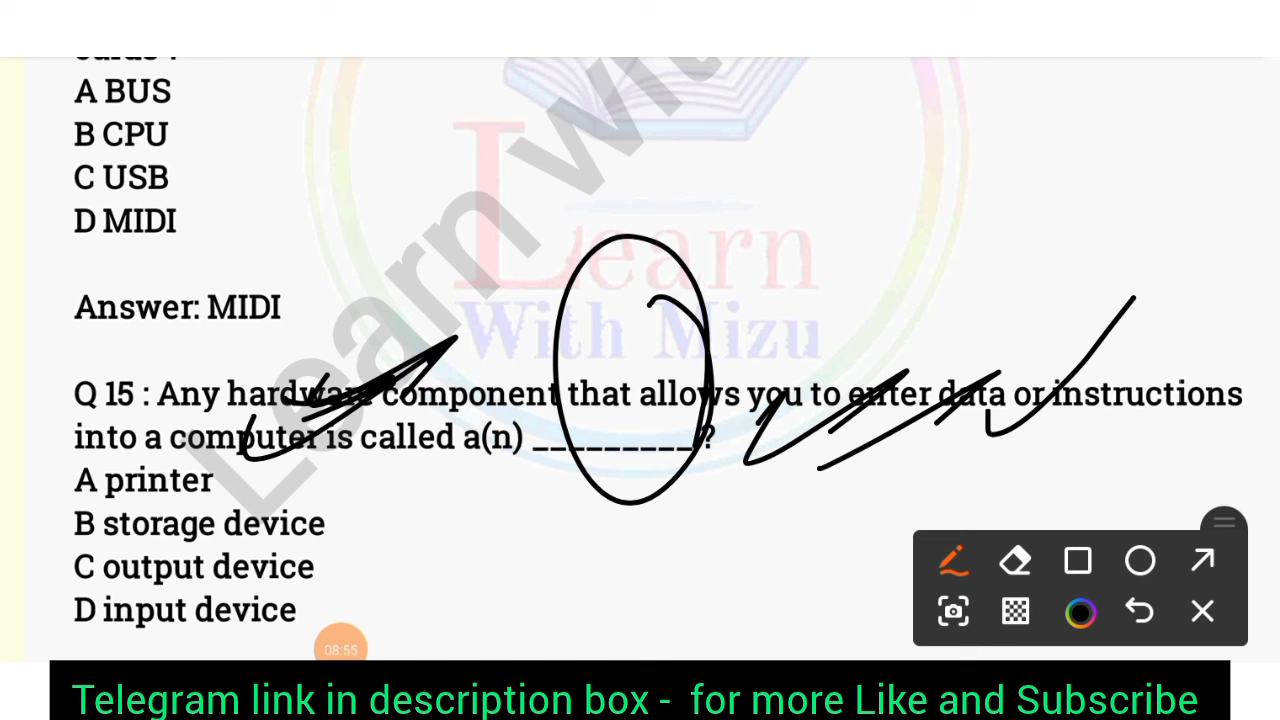 A BUS
B CPU
C USB
D MIDI
Answer: MIDI
Q 15 : Any hardware component that allows you to enter data or instructions
into a computer is called a(n) _________?
A printer
B storage device
C output device
D input device
Learn
With Mizu
Learn With
08:55
Telegram link in description box - for more Like and Subscribe